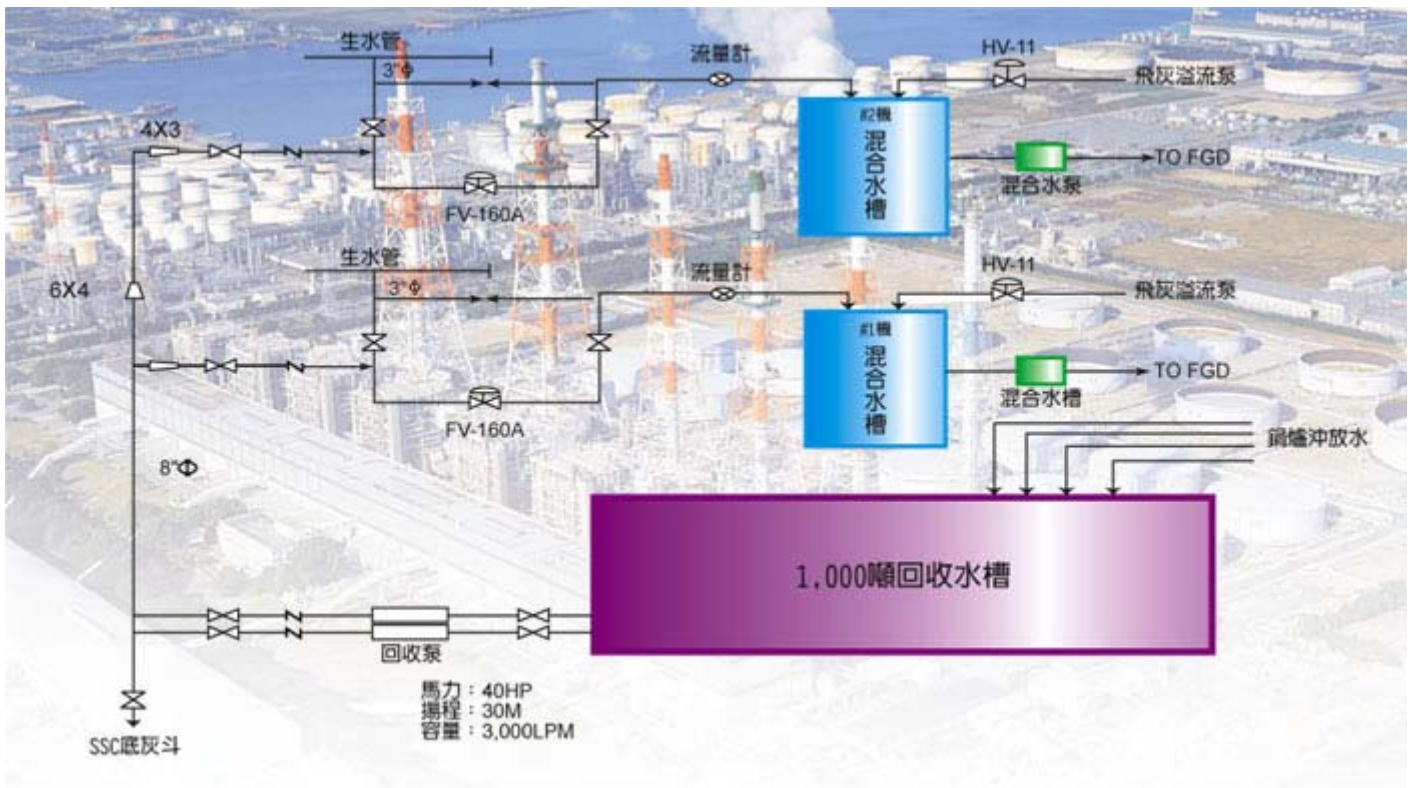 生水管
3"Φ
流量計
HV-11
飛灰溢流泵
4X3
#2機
混合水槽
混合水泵
TO FGD
FV-160A
生水管
3"Φ
流量計
HV-11
飛灰溢流泵
6X4
#1機
混合水槽
混合水槽
TO FGD
FV-160A
鍋爐沖放水
8"Φ
1,000噸回收水槽
回收泵
馬力：40HP
揚程：30M
容量：3,000LPM
SSC底灰斗